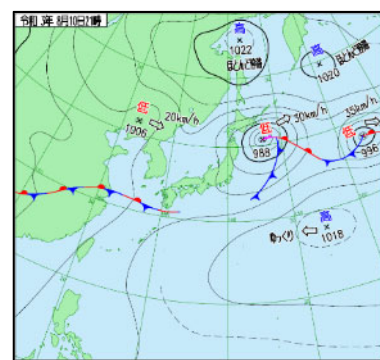 令和 3年 8月10日21時
高
1022
ほとんど停滞
高
1020
ほとんど停滞
低
20km/h
1006
低
30km/h
988
低
35km/h
996
高
ゆっくり
1018